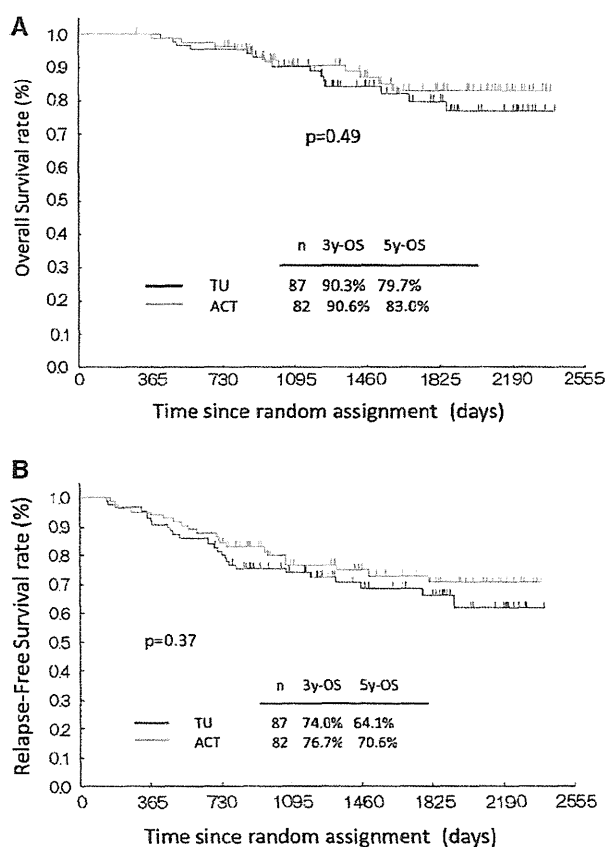 A
Overall Survival rate (%)
1.0
0.9
0.8
0.7
0.6
0.5
0.4
0.3
0.2
0.1
0.0
p=0.49
n 3y-OS 5y-OS
TU 87 90.3% 79.7%
ACT 82 90.6% 83.0%
0 365 730 1095 1460 1825 2190 2555
Time since random assignment (days)
B
Relapse-Free Survival rate (%)
1.0
0.9
0.8
0.7
0.6
0.5
0.4
0.3
0.2
0.1
0.0
p=0.37
n 3y-OS 5y-OS
TU 87 74.0% 64.1%
ACT 82 76.7% 70.6%
0 365 730 1095 1460 1825 2190 2555
Time since random assignment (days)